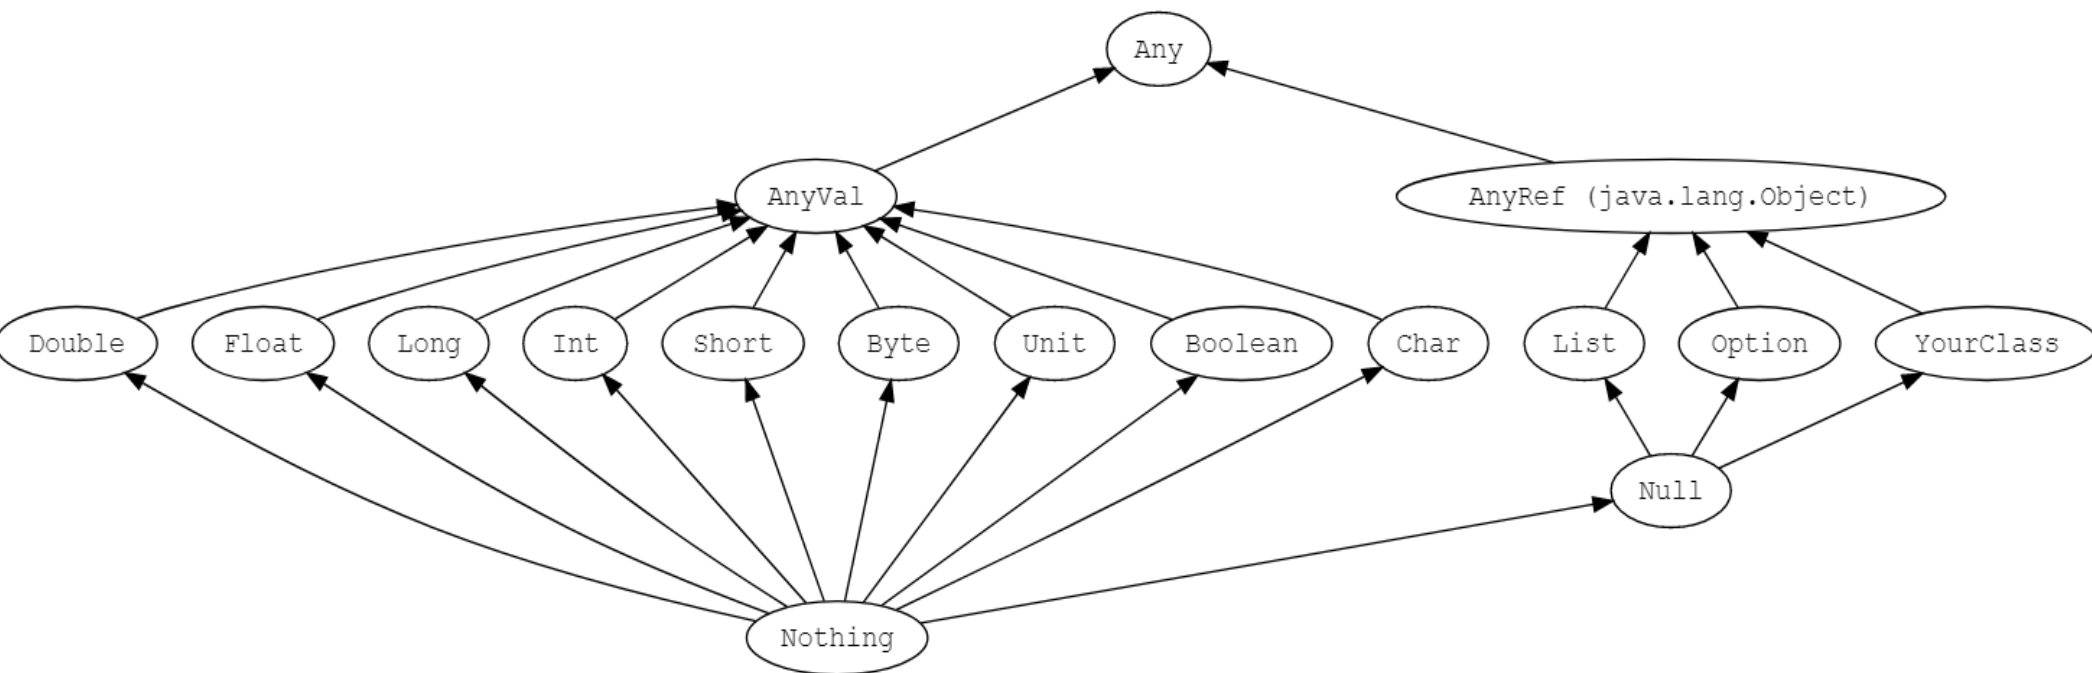 Any
AnyVal
AnyRef (java.lang.Object)
Double
Float
Long
Int
Short
Byte
Unit
Boolean
Char
List
Option
YourClass
Null
Nothing